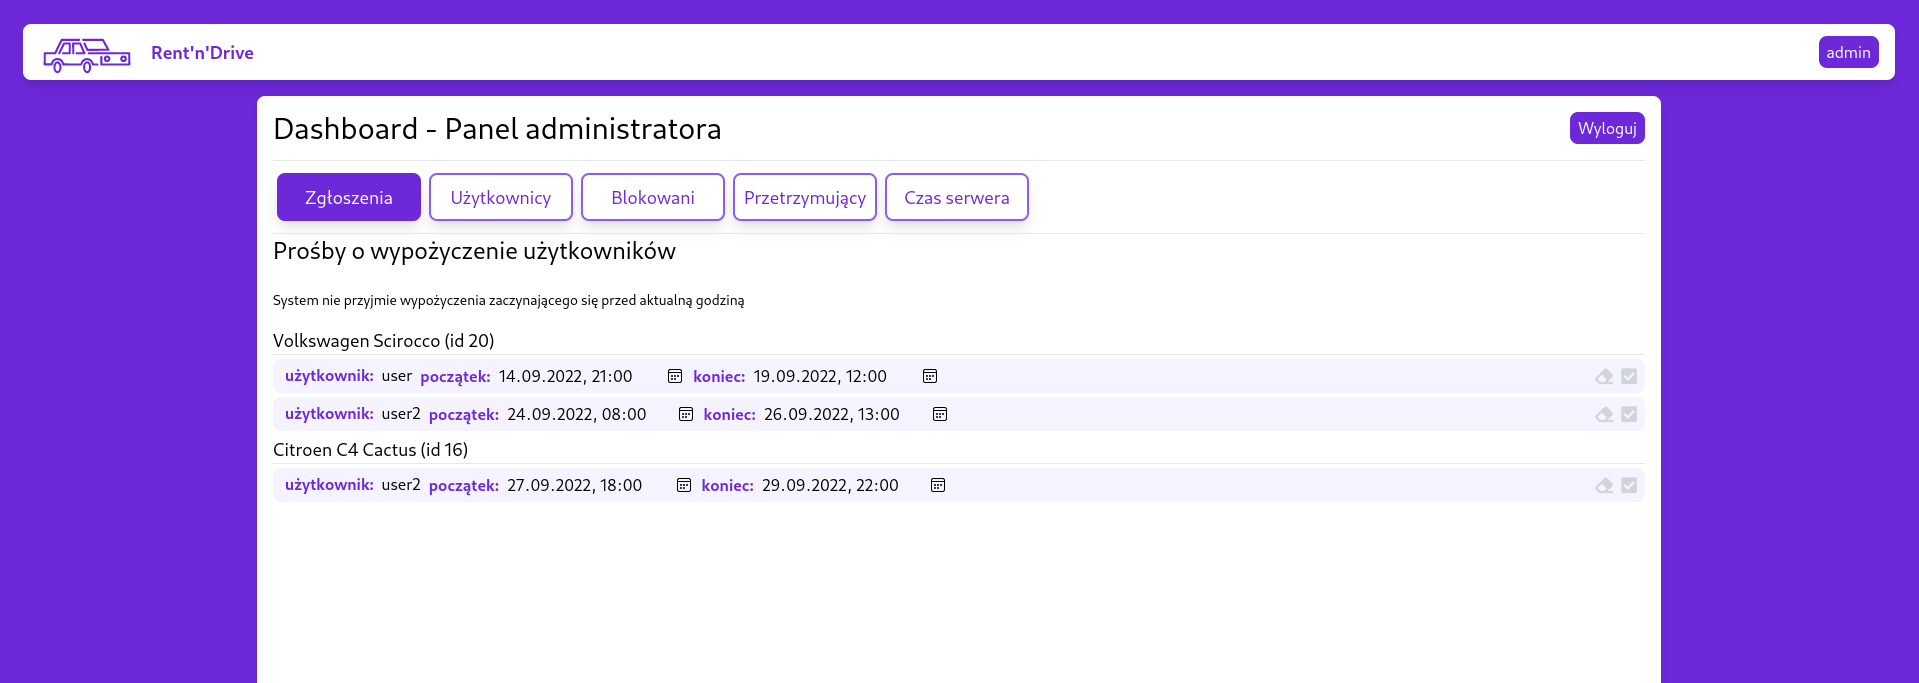 Rent'n'Drive
admin
Dashboard - Panel administratora
Wyloguj
Zgłoszenia Użytkownicy Blokowani Przetrzymujący Czas serwera
Prośby o wypożyczenie użytkowników
System nie przyjmie wypożyczenia zaczynającego się przed aktualną godziną
Volkswagen Scirocco (id 20)
użytkownik: user początek: 14.09.2022, 21:00 koniec: 19.09.2022, 12:00
użytkownik: user2 początek: 24.09.2022, 08:00 koniec: 26.09.2022, 13:00
Citroen C4 Cactus (id 16)
użytkownik: user2 początek: 27.09.2022, 18:00 koniec: 29.09.2022, 22:00